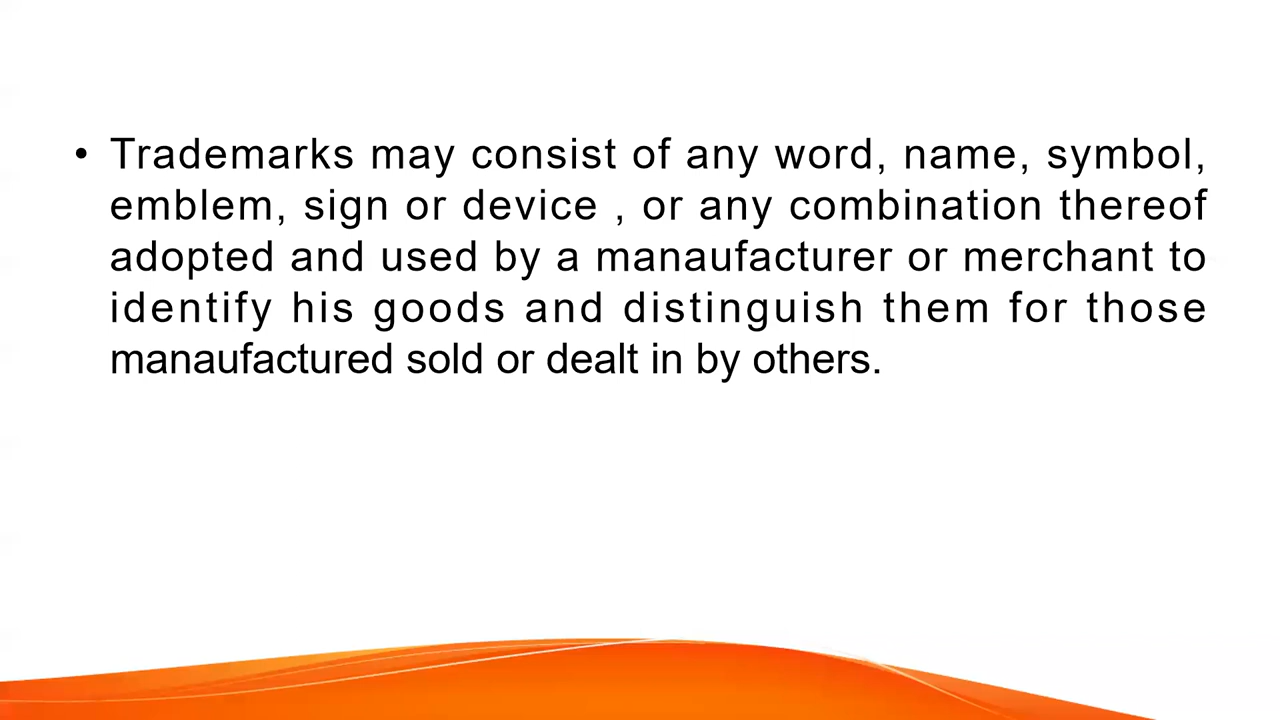 • Trademarks may consist of any word, name, symbol,
emblem, sign or device , or any combination thereof
adopted and used by a manaufacturer or merchant to
identify his goods and distinguish them for those
manaufactured sold or dealt in by others.